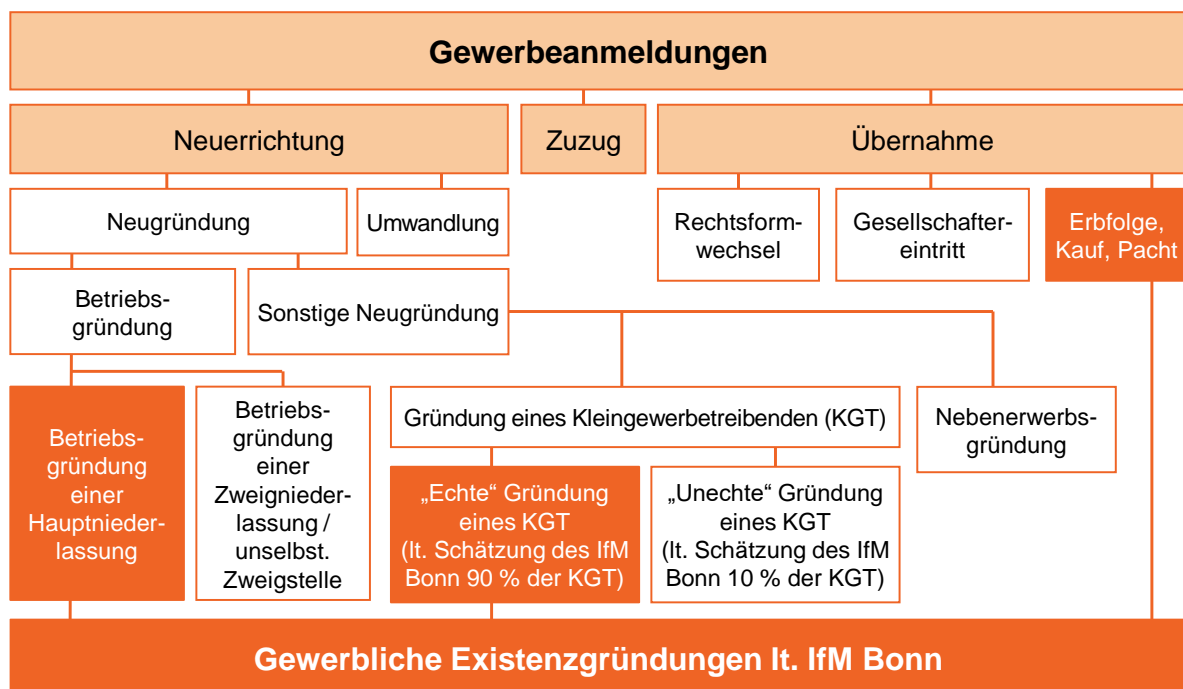 Gewerbeanmeldungen
Neuerrichtung
Zuzug
Übernahme
Neugründung
Umwandlung
Rechtsform-
wechsel
Gesellschafter-
eintritt
Erbfolge,
Kauf, Pacht
Betriebs-
gründung
Sonstige Neugründung
Betriebs-
gründung
einer
Hauptnieder-
lassung
Betriebs-
gründung
einer
Zweignieder-
lassung /
unselbst.
Zweigstelle
Gründung eines Kleingewerbetreibenden (KGT)
Nebenerwerbs-
gründung
„Echte“ Gründung
eines KGT
(lt. Schätzung des IfM
Bonn 90 % der KGT)
„Unechte“ Gründung
eines KGT
(lt. Schätzung des IfM
Bonn 10 % der KGT)
Gewerbliche Existenzgründungen lt. IfM Bonn